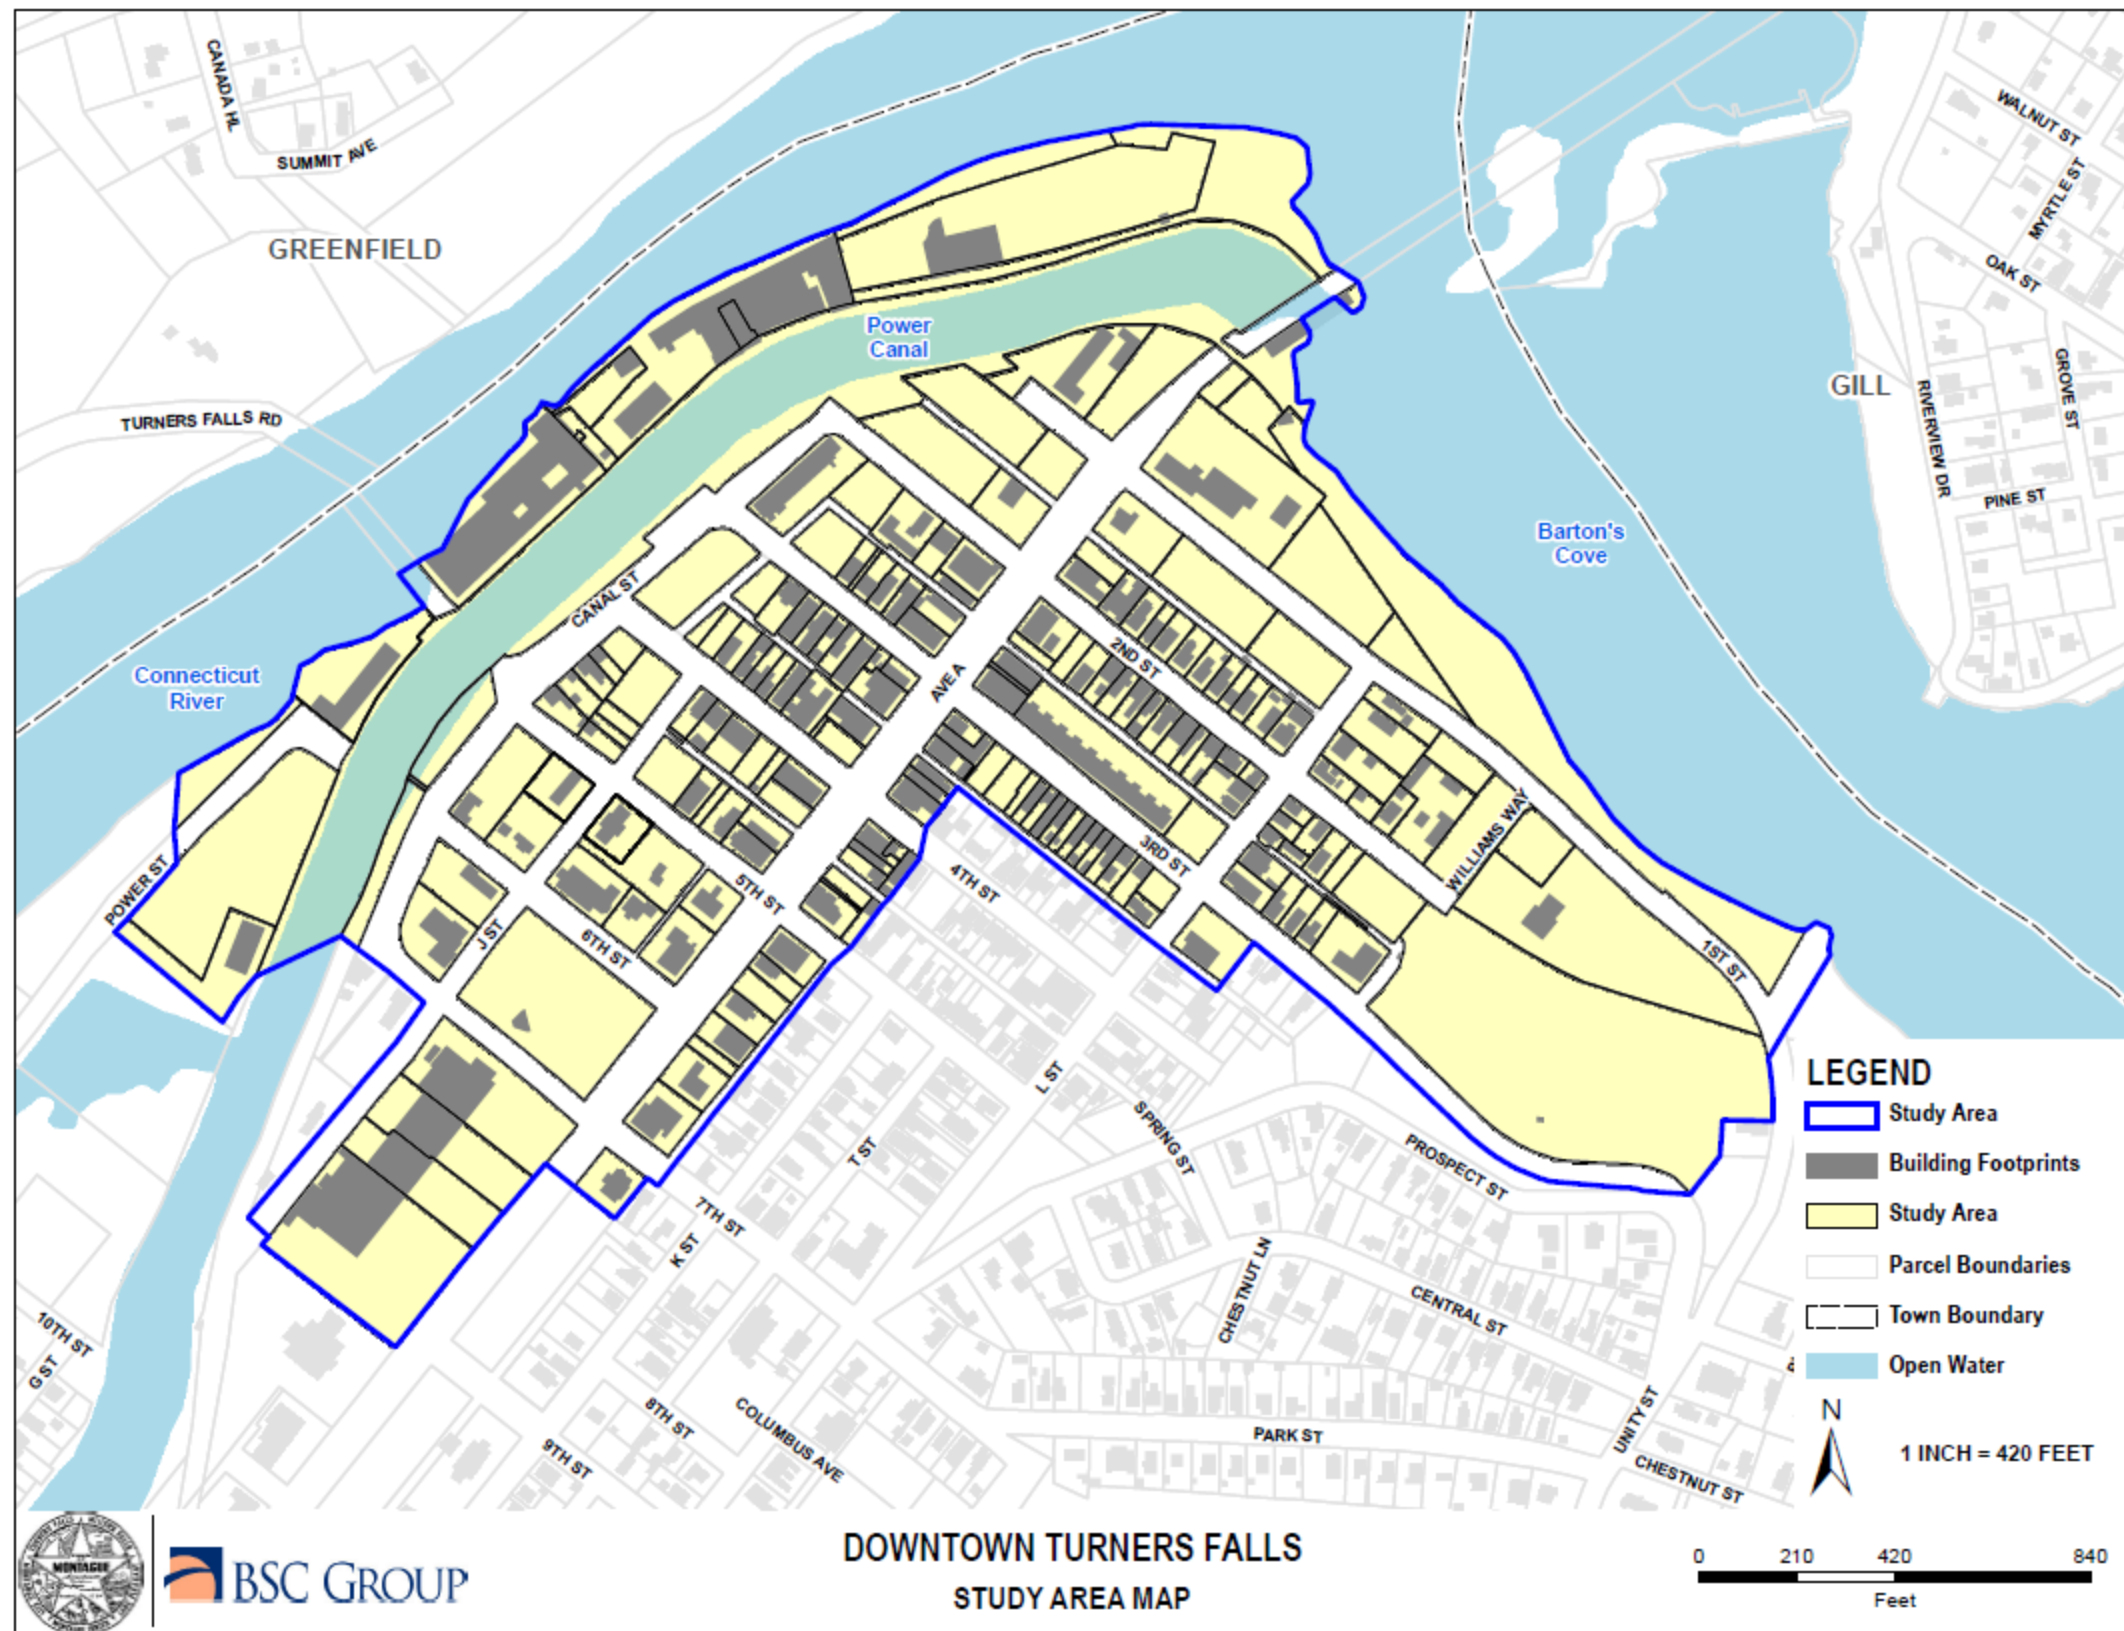 CANADA HL
SUMMIT AVE
GREENFIELD
TURNERS FALLS RD
WALNUT ST
MYRTLE ST
OAK ST
GROVE ST
GILL
RIVERVIEW DR
PINE ST
Power
Canal
Barton's
Cove
Connecticut
River
CANAL ST
AVE A
2ND ST
3RD ST
WILLIAMS WAY
1ST ST
POWER ST
J ST
5TH ST
6TH ST
4TH ST
L ST
T ST
SPRING ST
PROSPECT ST
7TH ST
K ST
CHESTNUT LN
CENTRAL ST
10TH ST
G ST
8TH ST
9TH ST
COLUMBUS AVE
PARK ST
UNITY ST
CHESTNUT ST
LEGEND
Study Area
Building Footprints
Study Area
Parcel Boundaries
Town Boundary
Open Water
N
1 INCH = 420 FEET
MONTAGUE
BSC GROUP
DOWNTOWN TURNERS FALLS
STUDY AREA MAP
0 210 420 840
Feet